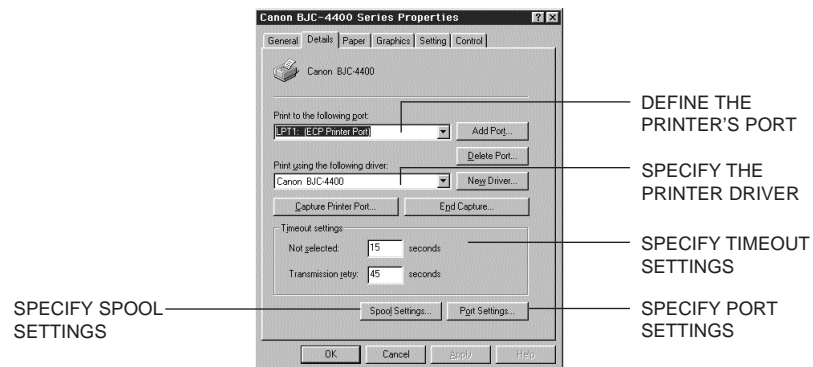 Canon BJC-4400 Series Properties
General Details Paper Graphics Setting Control
Canon BJC-4400
Print to the following port:
LPT1: (ECP Printer Port)
Add Port...
Delete Port...
Print using the following driver:
Canon BJC-4400
New Driver...
Capture Printer Port...
End Capture...
Timeout settings
Not selected: 15 seconds
Transmission retry: 45 seconds
Spool Settings...
Port Settings...
OK
Cancel
Apply
Help
DEFINE THE
PRINTER'S PORT
SPECIFY THE
PRINTER DRIVER
SPECIFY TIMEOUT
SETTINGS
SPECIFY SPOOL
SETTINGS
SPECIFY PORT
SETTINGS